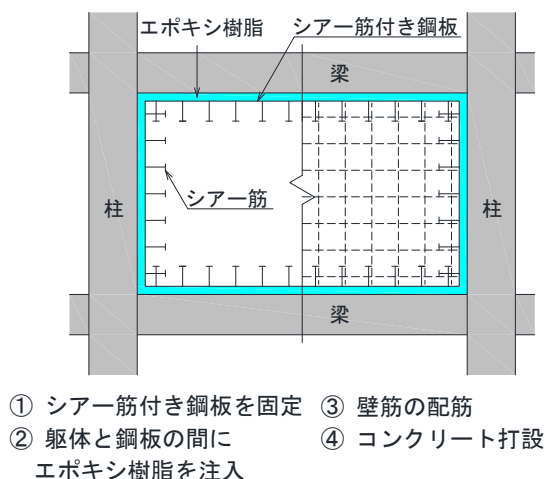 エポキシ樹脂
シアー筋付き鋼板
梁
柱
シアー筋
柱
梁
① シアー筋付き鋼板を固定
② 躯体と鋼板の間に
エポキシ樹脂を注入
③ 壁筋の配筋
④ コンクリート打設